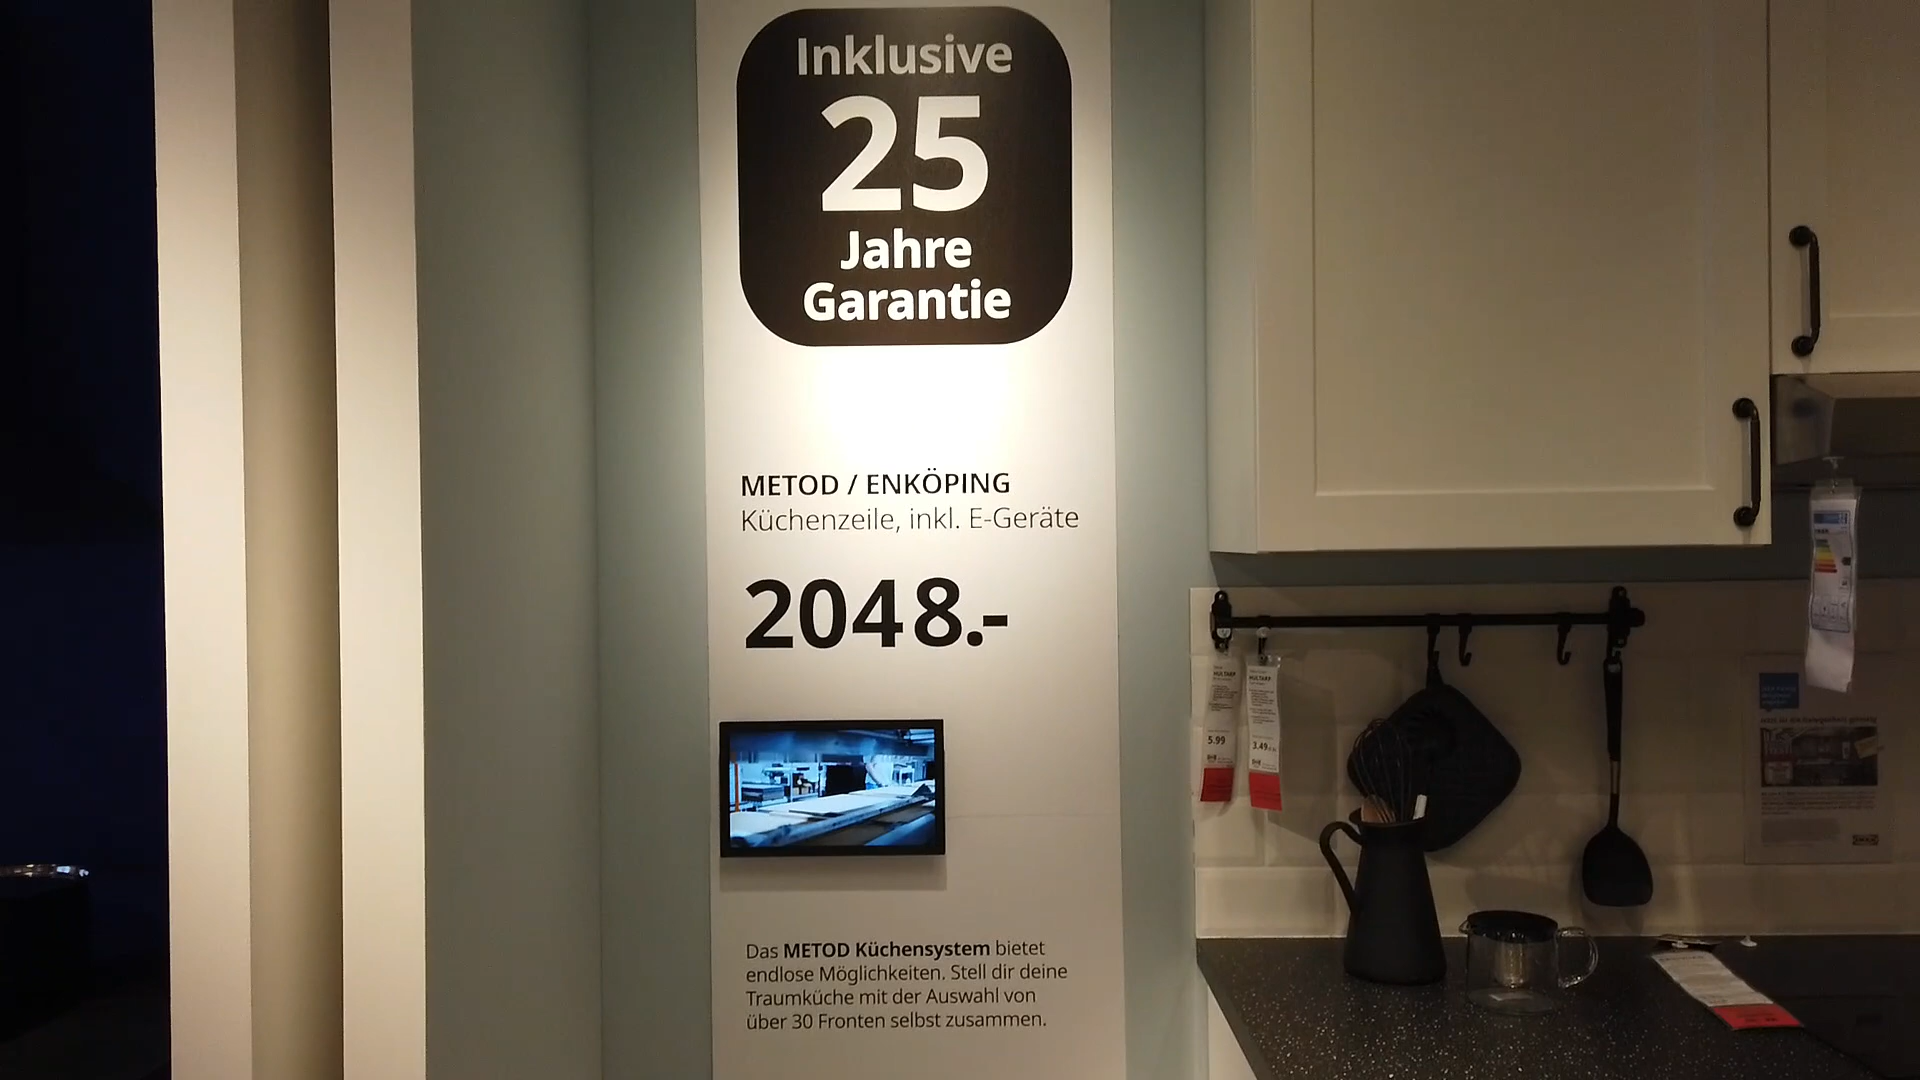 Inklusive
25
Jahre
Garantie
METOD / ENKÖPING
Küchenzeile, inkl. E-Geräte
2048.-
Das METOD Küchensystem bietet
endlose Möglichkeiten. Stell dir deine
Traumküche mit der Auswahl von
über 30 Fronten selbst zusammen.
HULTARP
5.99
HULTARP
3.49